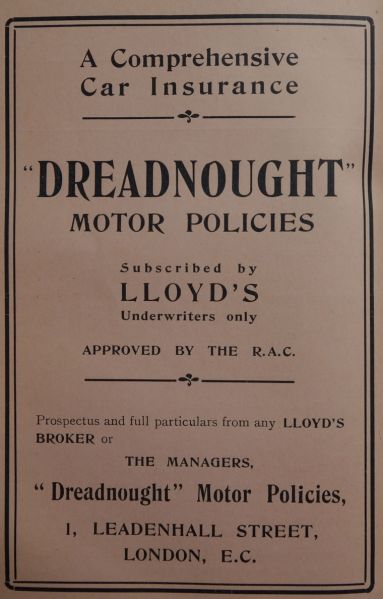 A Comprehensive
Car Insurance
"DREADNOUGHT"
MOTOR POLICIES
Subscribed by
LLOYD'S
Underwriters only
APPROVED BY THE R.A.C.
Prospectus and full particulars from any LLOYD'S
BROKER or
THE MANAGERS,
"Dreadnought" Motor Policies,
1, LEADENHALL STREET,
LONDON, E.C.